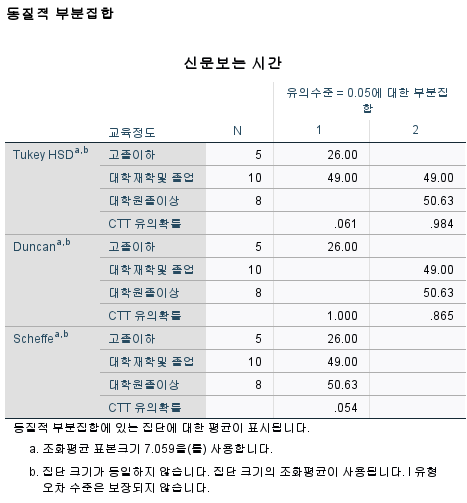 동질적 부분집합
신문보는 시간
유의수준 = 0.05에 대한 부분집
합
교육정도 N 1 2
Tukey HSDa,b 고졸이하 5 26.00
대학재학및 졸업 10 49.00 49.00
대학원졸이상 8 50.63
CTT 유의확률 .061 .984
Duncana,b 고졸이하 5 26.00
대학재학및 졸업 10 49.00
대학원졸이상 8 50.63
CTT 유의확률 1.000 .865
Scheffea,b 고졸이하 5 26.00
대학재학및 졸업 10 49.00
대학원졸이상 8 50.63
CTT 유의확률 .054
동질적 부분집합에 있는 집단에 대한 평균이 표시됩니다.
a. 조화평균 표본크기 7.059을(를) 사용합니다.
b. 집단 크기가 동일하지 않습니다. 집단 크기의 조화평균이 사용됩니다. I 유형
오차 수준은 보장되지 않습니다.